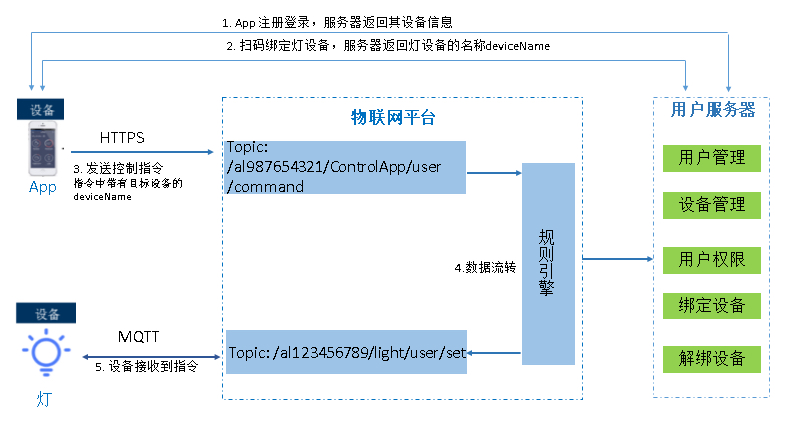 1. App 注册登录，服务器返回其设备信息
2. 扫码绑定灯设备，服务器返回灯设备的名称deviceName
设备
App
HTTPS
3. 发送控制指令
指令中带有目标设备的
deviceName
物联网平台
Topic:
/al987654321/ControlApp/user
/command
规则引擎
4.数据流转
用户服务器
用户管理
设备管理
用户权限
绑定设备
解绑设备
设备
灯
MQTT
5. 设备接收到指令
Topic: /al123456789/light/user/set